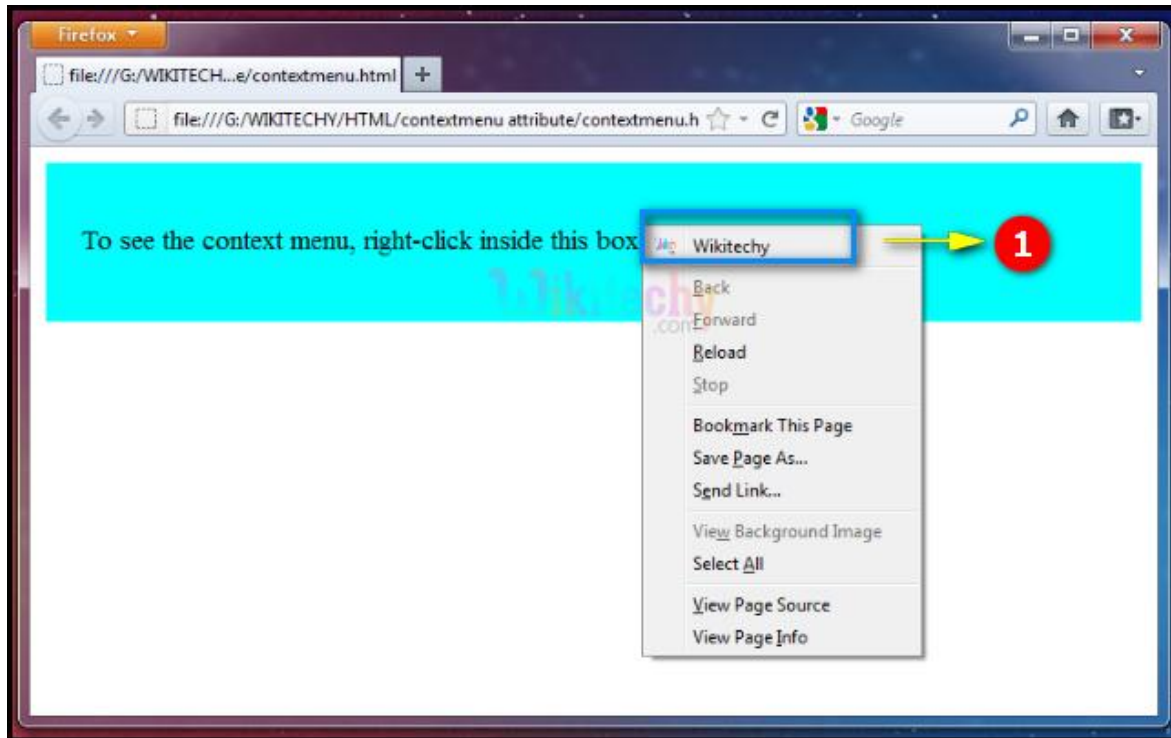 Firefox
file:///G:/WIKITECH...e/contextmenu.html +
file:///G:/WIKITECHY/HTML/contextmenu attribute/contextmenu.h
Google
To see the context menu, right-click inside this box
Wikitechy
1
Back
Forward
Reload
Stop
Bookmark This Page
Save Page As...
Send Link...
View Background Image
Select All
View Page Source
View Page Info
Wikitechy
.com